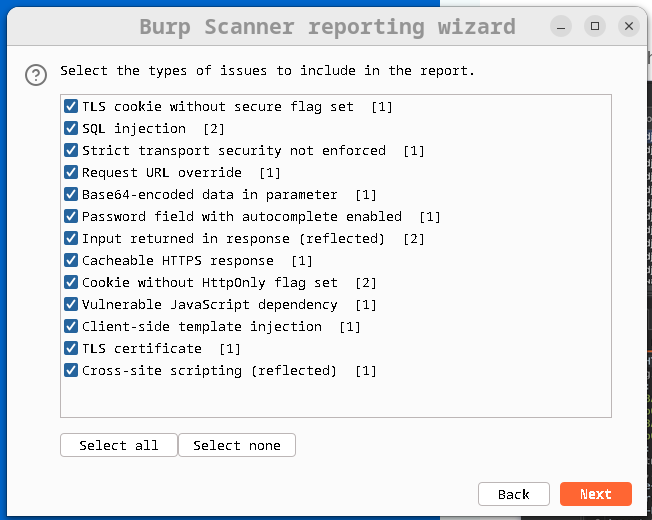 Burp Scanner reporting wizard
Select the types of issues to include in the report.
TLS cookie without secure flag set [1]
SQL injection [2]
Strict transport security not enforced [1]
Request URL override [1]
Base64-encoded data in parameter [1]
Password field with autocomplete enabled [1]
Input returned in response (reflected) [2]
Cacheable HTTPS response [1]
Cookie without HttpOnly flag set [2]
Vulnerable JavaScript dependency [1]
Client-side template injection [1]
TLS certificate [1]
Cross-site scripting (reflected) [1]
Select all Select none
Back Next